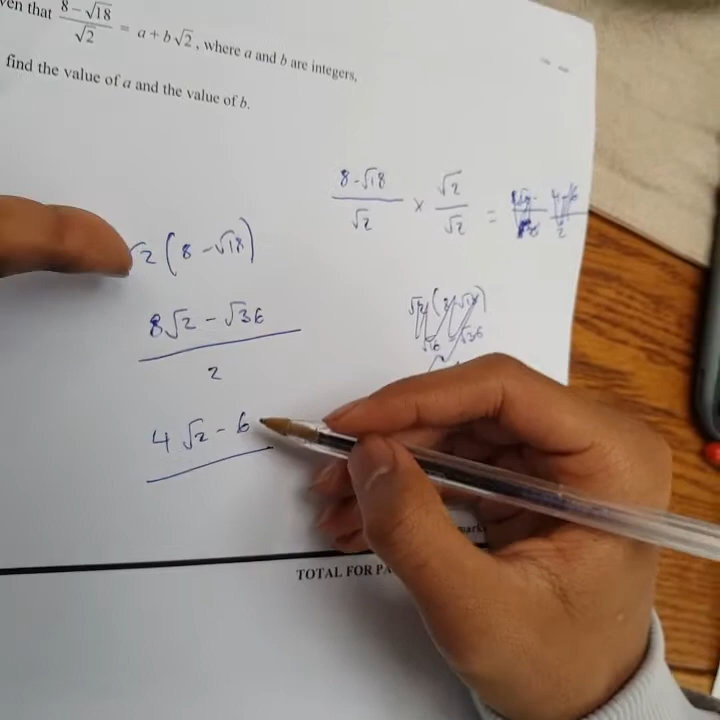 ven that 8 – √18 / √2 = a + b√2, where a and b are integers,
find the value of a and the value of b.
8 - √18 / √2 × √2 / √2 =
√2 (8 - √18)
8√2 - √36
2
4 √2 - 6
TOTAL FOR PA